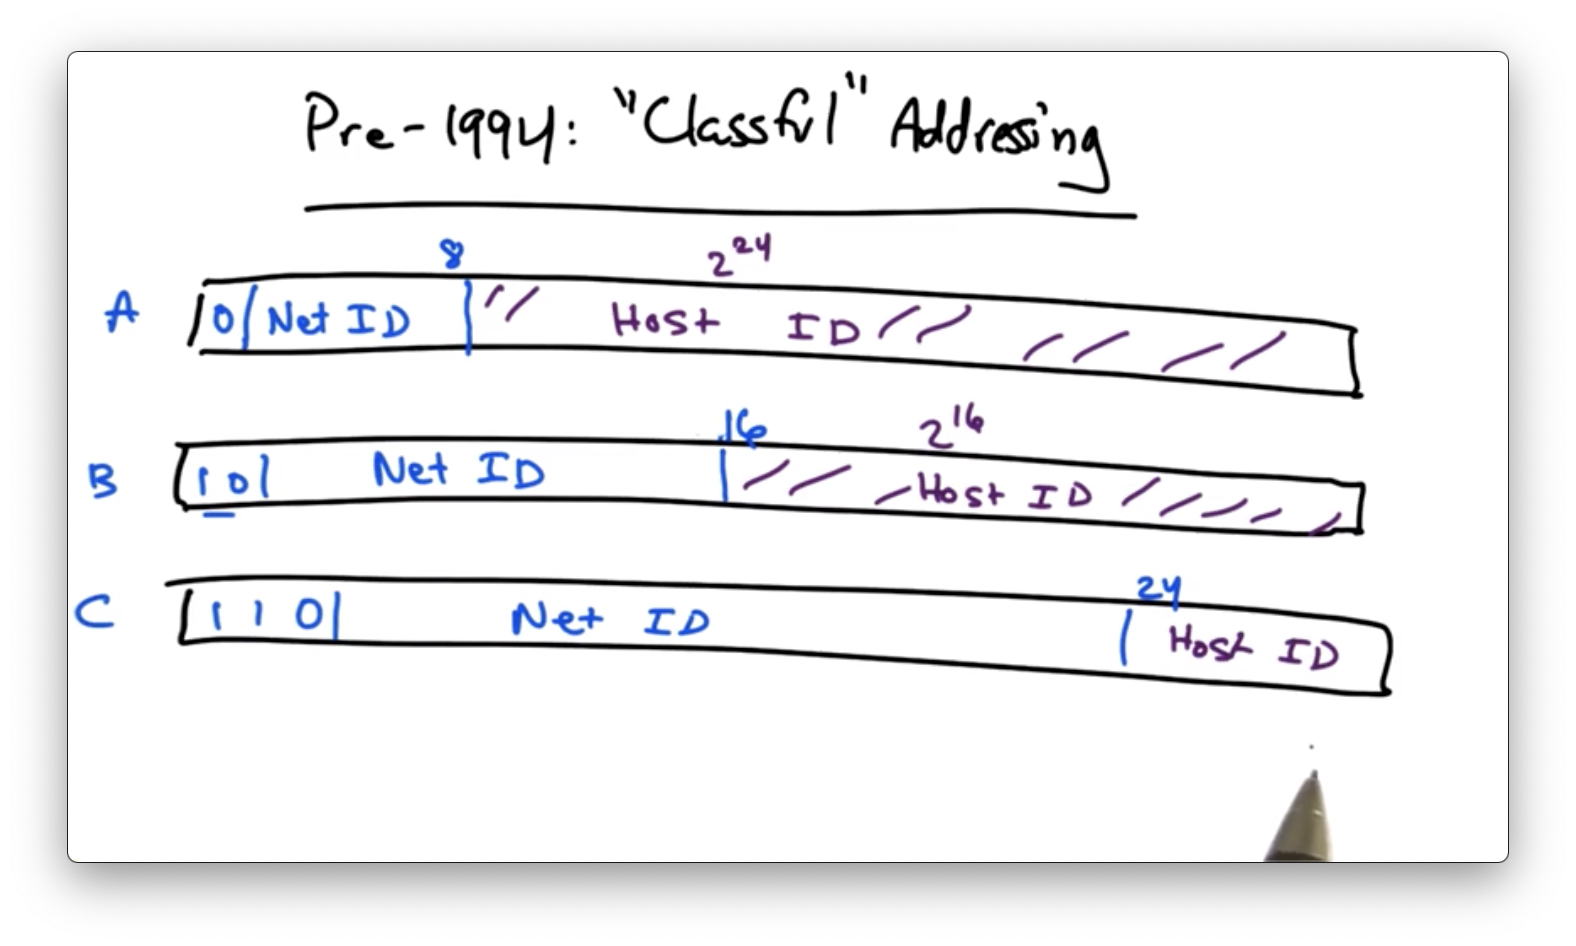 Pre-1994: "Classful" Addressing
8 2^24
A 0 Net ID Host ID
16 2^16
B 10 Net ID Host ID
24
C 110 Net ID Host ID